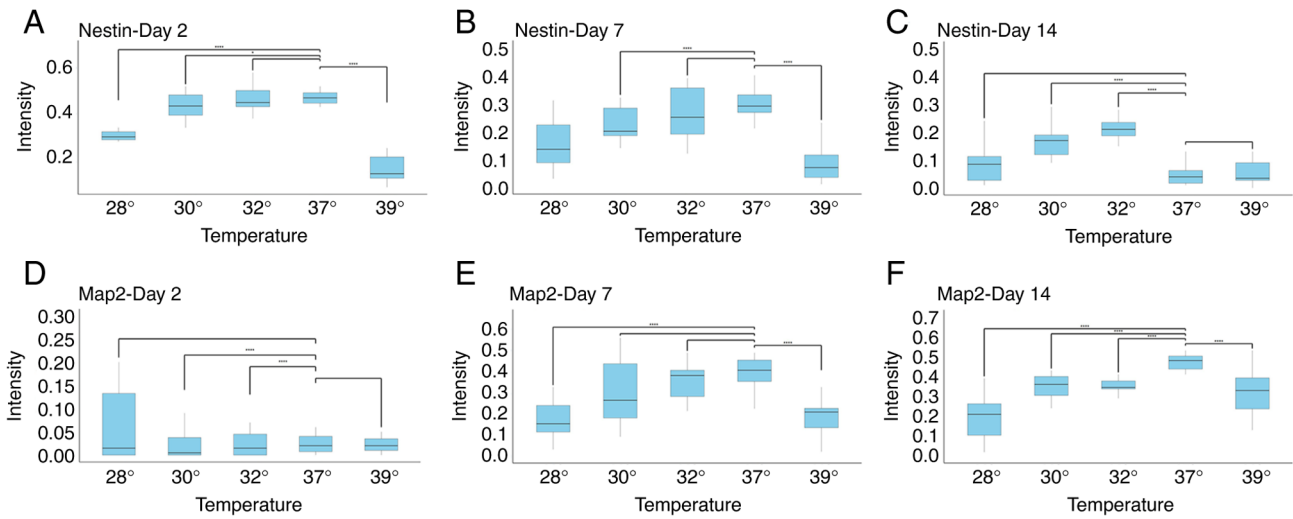 A
Nestin-Day 2
Intensity
0.6
0.4
0.2
****
*
****
28° 30° 32° 37° 39°
Temperature
B
Nestin-Day 7
Intensity
0.5
0.4
0.3
0.2
0.1
0.0
****
****
28° 30° 32° 37° 39°
Temperature
C
Nestin-Day 14
Intensity
0.5
0.4
0.3
0.2
0.1
0.0
****
****
28° 30° 32° 37° 39°
Temperature
D
Map2-Day 2
Intensity
0.30
0.25
0.20
0.15
0.10
0.05
0.00
****
****
28° 30° 32° 37° 39°
Temperature
E
Map2-Day 7
Intensity
0.6
0.5
0.4
0.3
0.2
0.1
0.0
****
****
28° 30° 32° 37° 39°
Temperature
F
Map2-Day 14
Intensity
0.7
0.6
0.5
0.4
0.3
0.2
0.1
0.0
****
****
****
****
28° 30° 32° 37° 39°
Temperature